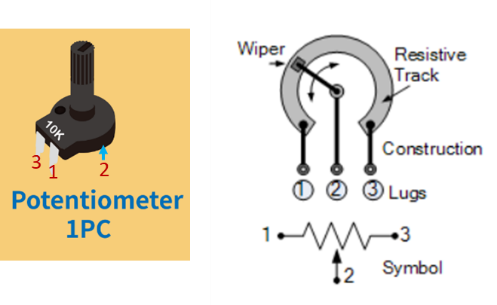 10K
3
1
2
Potentiometer
1PC
Wiper
Resistive
Track
Construction
1 2 3 Lugs
1 3
2
Symbol